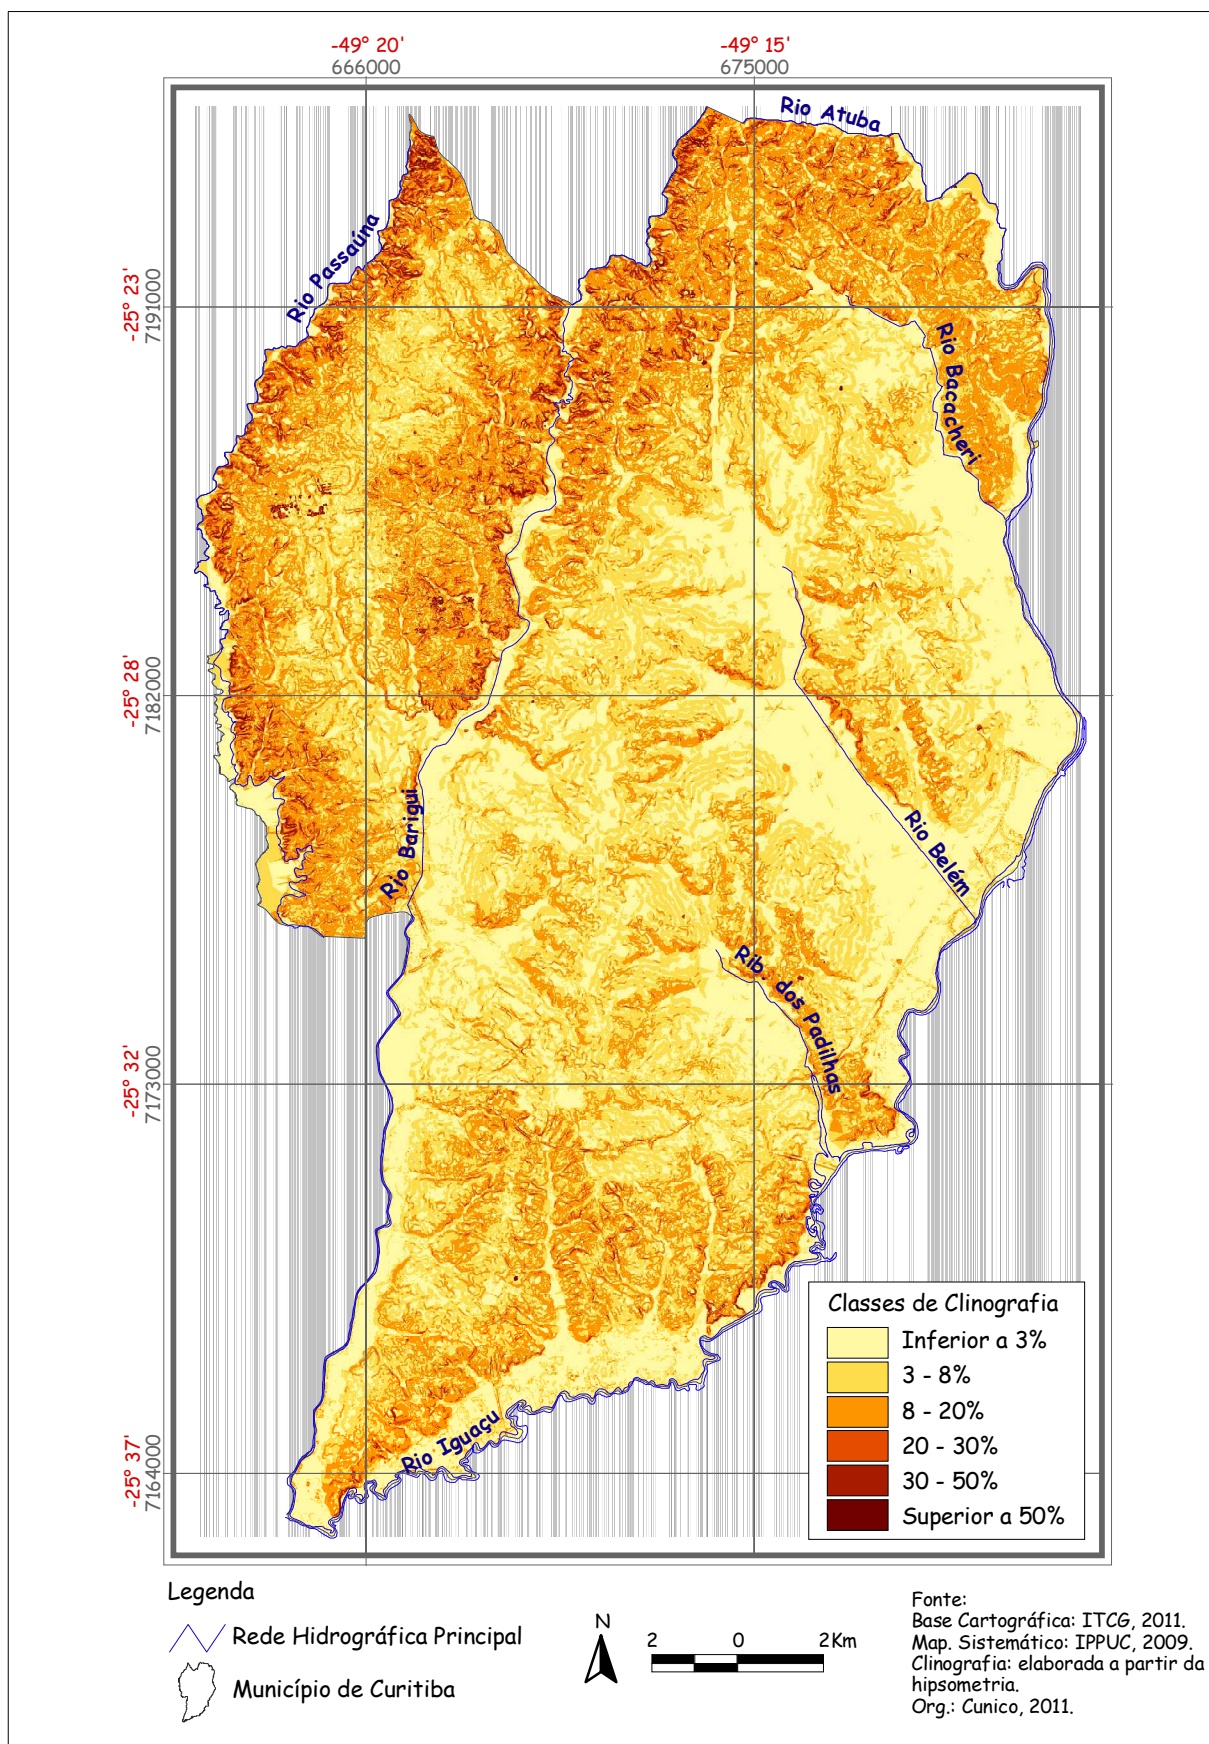 -49° 20'
-49° 15'
666000
675000
Rio Atuba
Rio Passaúna
-25° 23'
7191000
Rio Bacacheri
-25° 28'
7182000
Rio Barigui
Rio Belém
Rib. dos Padilhas
-25° 32'
7173000
Classes de Clinografia
Inferior a 3%
3 - 8%
8 - 20%
20 - 30%
30 - 50%
Superior a 50%
Rio Iguaçu
-25° 37'
7164000
Legenda
Rede Hidrográfica Principal
Município de Curitiba
N
2 0 2Km
Fonte:
Base Cartográfica: ITCG, 2011.
Map. Sistemático: IPPUC, 2009.
Clinografia: elaborada a partir da
hipsometria.
Org.: Cunico, 2011.